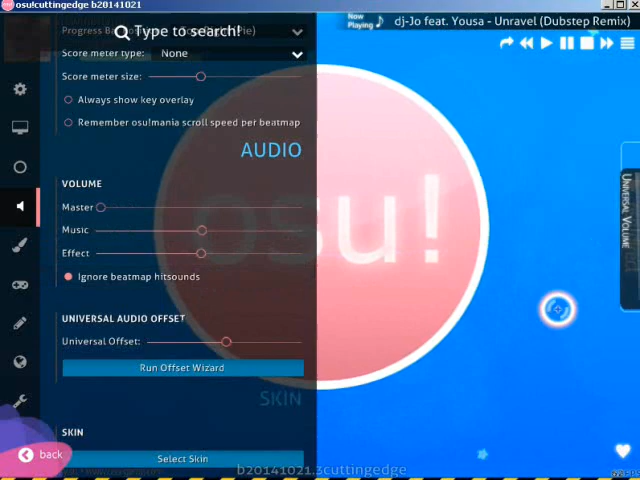 osu!cuttingedge b20141021
Type to search!
Now Playing
dj-Jo feat. Yousa - Unravel (Dubstep Remix)
Score meter type: None
Score meter size:
Always show key overlay
Remember osu!mania scroll speed per beatmap
AUDIO
VOLUME
Master
Music
Effect
Ignore beatmap hitsounds
UNIVERSAL AUDIO OFFSET
Universal Offset:
Run Offset Wizard
SKIN
SKIN
Select Skin
back
b20141021.3cuttingedge
osu!
UNIVERSAL VOLUME